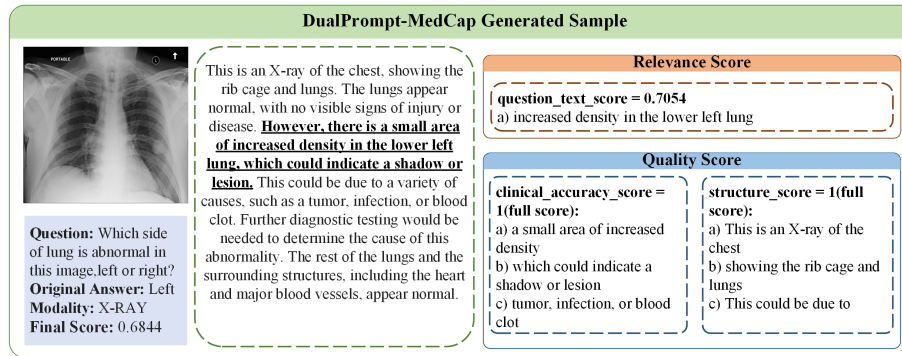 DualPrompt-MedCap Generated Sample
PORTABLE
L
This is an X-ray of the chest, showing the
rib cage and lungs. The lungs appear
normal, with no visible signs of injury or
disease. However, there is a small area
of increased density in the lower left
lung, which could indicate a shadow or
lesion. This could be due to a variety of
causes, such as a tumor, infection, or blood
clot. Further diagnostic testing would be
needed to determine the cause of this
abnormality. The rest of the lungs and the
surrounding structures, including the heart
and major blood vessels, appear normal.
Question: Which side
of lung is abnormal in
this image,left or right?
Original Answer: Left
Modality: X-RAY
Final Score: 0.6844
Relevance Score
question_text_score = 0.7054
a) increased density in the lower left lung
Quality Score
clinical_accuracy_score =
1(full score):
a) a small area of increased
density
b) which could indicate a
shadow or lesion
c) tumor, infection, or blood
clot
structure_score = 1(full
score):
a) This is an X-ray of the
chest
b) showing the rib cage and
lungs
c) This could be due to